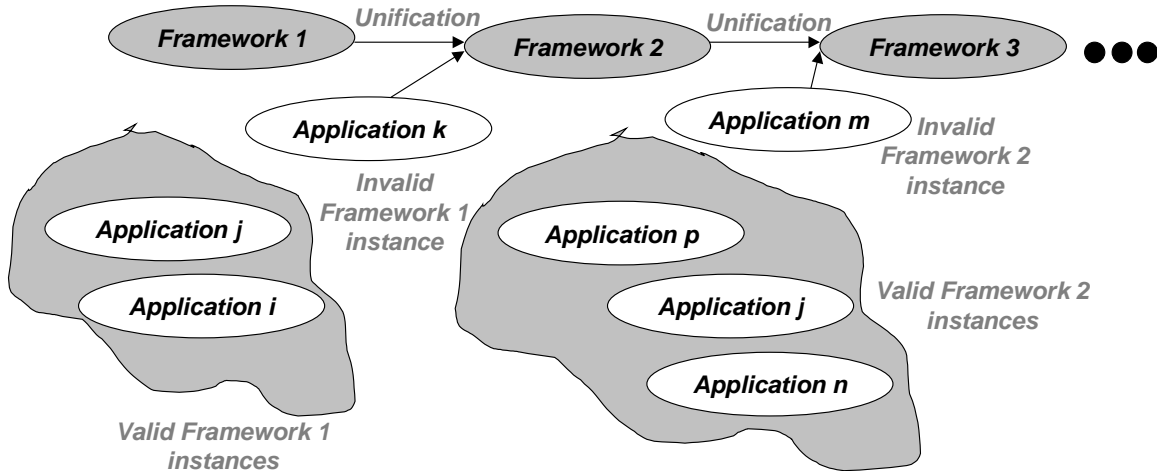 Unification
Unification
Framework 1
Framework 2
Framework 3
Application k
Application m
Invalid
Framework 2
instance
Invalid
Framework 1
instance
Application j
Application p
Application i
Application j
Valid Framework 2
instances
Application n
Valid Framework 1
instances